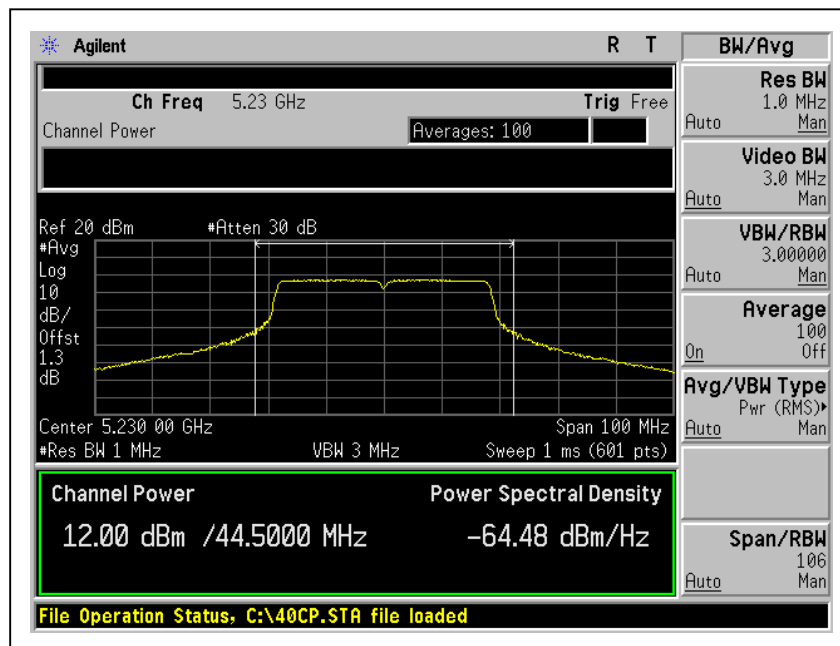 Agilent R T
Ch Freq 5.23 GHz Trig Free
Channel Power Averages: 100
Ref 20 dBm #Atten 30 dB
#Avg
Log
10
dB/
Offst
1.3
dB
Center 5.230 00 GHz Span 100 MHz
#Res BW 1 MHz VBW 3 MHz Sweep 1 ms (601 pts)
Channel Power Power Spectral Density
12.00 dBm /44.5000 MHz -64.48 dBm/Hz
File Operation Status, C:\40CP.STA file loaded
BW/Avg
Res BW
1.0 MHz
Auto Man
Video BW
3.0 MHz
Auto Man
VBW/RBW
3.00000
Auto Man
Average
100
On Off
Avg/VBW Type
Pwr (RMS)▸
Auto Man
Span/RBW
106
Auto Man